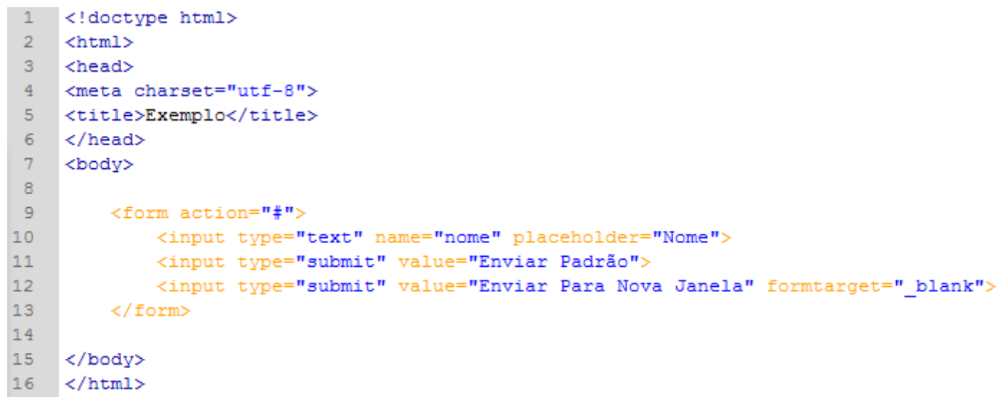 1 <!doctype html>
2 <html>
3 <head>
4 <meta charset="utf-8">
5 <title>Exemplo</title>
6 </head>
7 <body>
8
9 <form action="#">
10 <input type="text" name="nome" placeholder="Nome">
11 <input type="submit" value="Enviar Padrão">
12 <input type="submit" value="Enviar Para Nova Janela" formtarget="_blank">
13 </form>
14
15 </body>
16 </html>